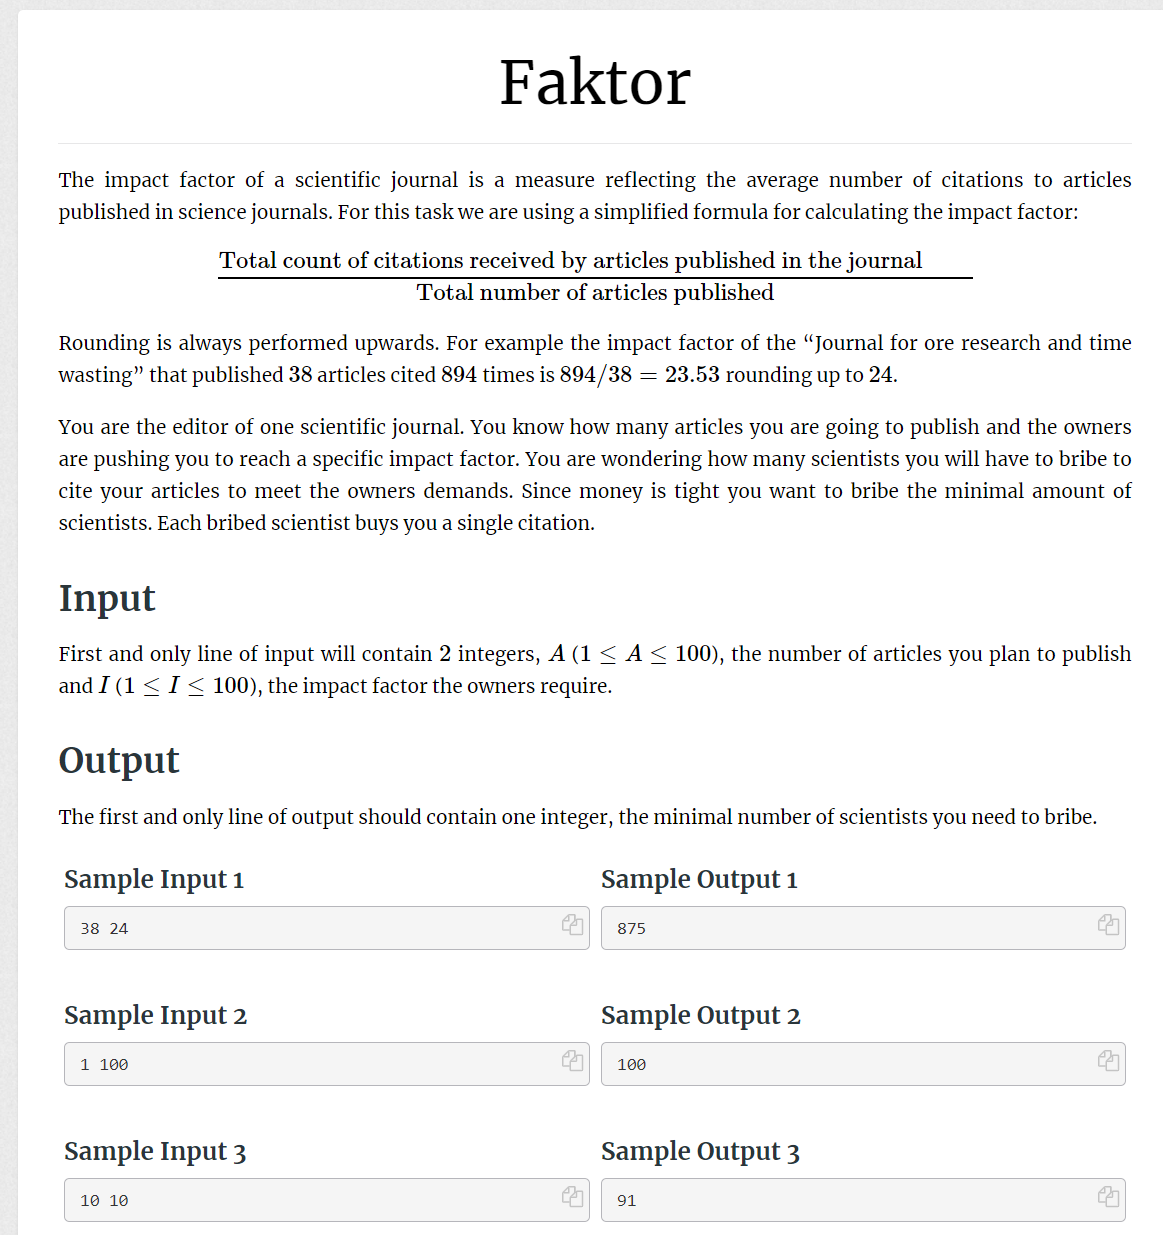 Faktor
The impact factor of a scientific journal is a measure reflecting the average number of citations to articles
published in science journals. For this task we are using a simplified formula for calculating the impact factor:
Total count of citations received by articles published in the journal
Total number of articles published
Rounding is always performed upwards. For example the impact factor of the “Journal for ore research and time
wasting” that published 38 articles cited 894 times is 894/38 = 23.53 rounding up to 24.
You are the editor of one scientific journal. You know how many articles you are going to publish and the owners
are pushing you to reach a specific impact factor. You are wondering how many scientists you will have to bribe to
cite your articles to meet the owners demands. Since money is tight you want to bribe the minimal amount of
scientists. Each bribed scientist buys you a single citation.
Input
First and only line of input will contain 2 integers, A (1 ≤ A ≤ 100), the number of articles you plan to publish
and I (1 ≤ I ≤ 100), the impact factor the owners require.
Output
The first and only line of output should contain one integer, the minimal number of scientists you need to bribe.
Sample Input 1
Sample Output 1
38 24
875
Sample Input 2
Sample Output 2
1 100
100
Sample Input 3
Sample Output 3
10 10
91